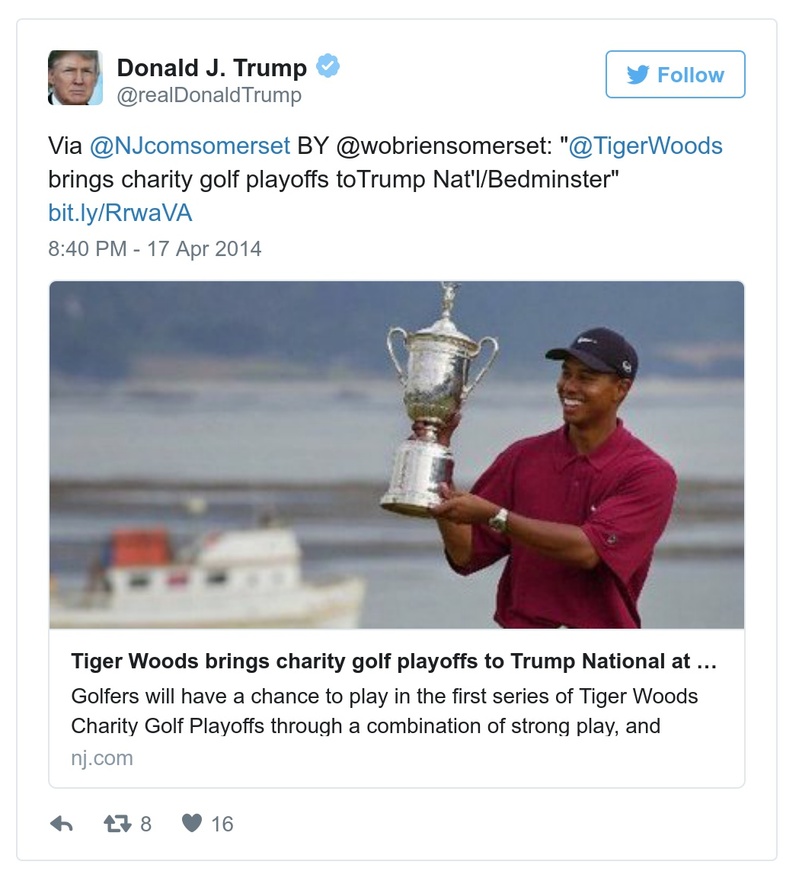 Donald J. Trump
@realDonaldTrump
Follow
Via @NJcomsomerset BY @wobriensomerset: "@TigerWoods
brings charity golf playoffs toTrump Nat'l/Bedminster"
bit.ly/RrwaVA
8:40 PM - 17 Apr 2014
Tiger Woods brings charity golf playoffs to Trump National at …
Golfers will have a chance to play in the first series of Tiger Woods
Charity Golf Playoffs through a combination of strong play, and
nj.com
8 16